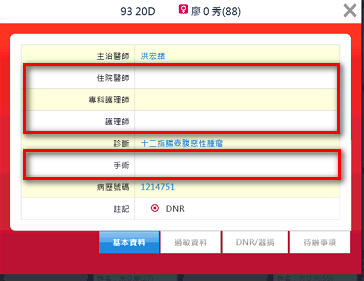 93 20D 廖0秀(88)
主治醫師 洪宏緒
住院醫師
專科護理師
護理師
診斷 十二指腸壺腹惡性腫瘤
手術
病歷號碼 1214751
註記 DNR
基本資料 過敏資料 DNR/器捐 待辦事項